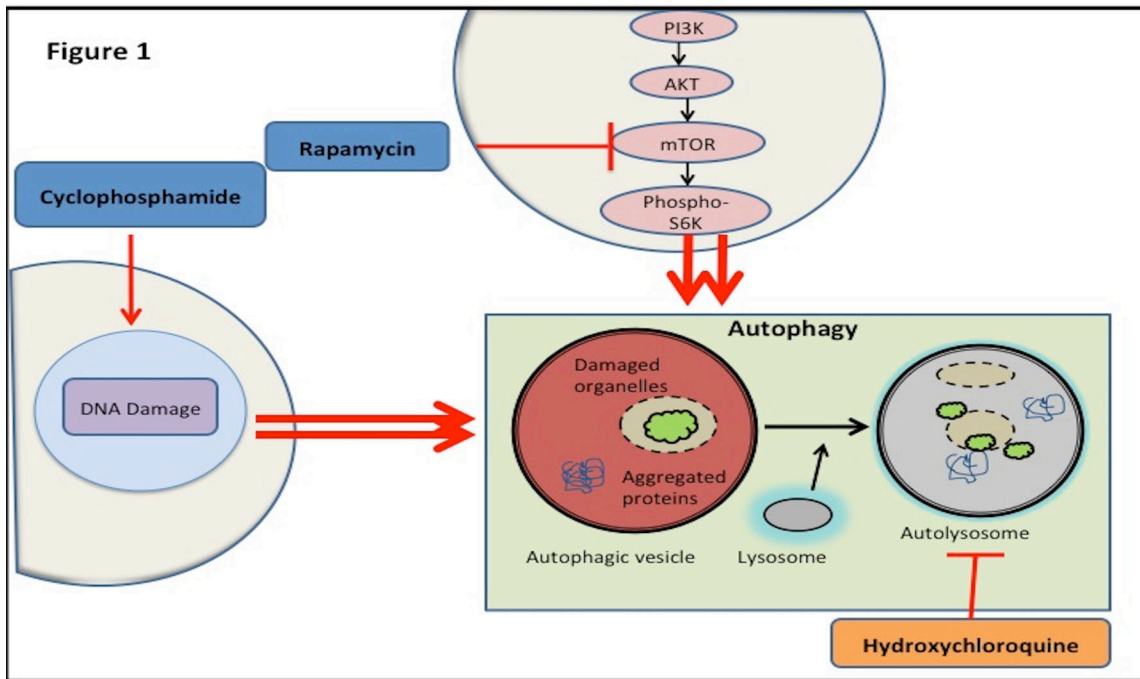 Figure 1
PI3K
AKT
mTOR
Phospho-
S6K
Rapamycin
Cyclophosphamide
DNA Damage
Autophagy
Damaged
organelles
Aggregated
proteins
Autophagic vesicle
Lysosome
Autolysosome
Hydroxychloroquine